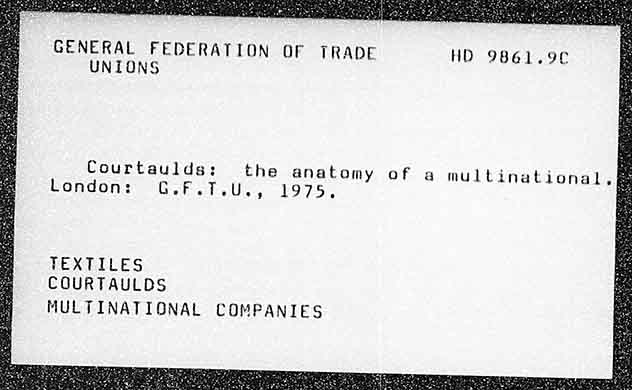 GENERAL FEDERATION OF TRADE HD 9861.9C
UNIONS
Courtaulds: the anatomy of a multinational.
London: G.F.T.U., 1975.
TEXTILES
COURTAULDS
MULTINATIONAL COMPANIES